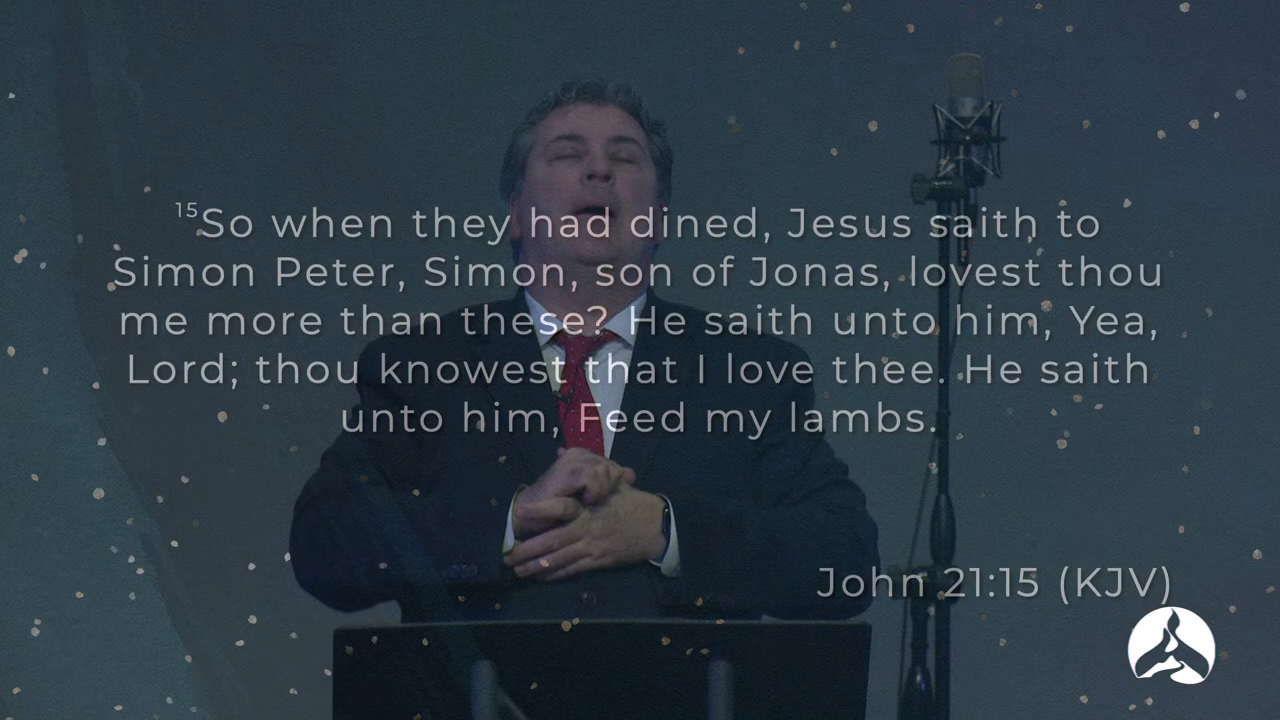 15So when they had dined, Jesus saith to
Simon Peter, Simon, son of Jonas, lovest thou
me more than these? He saith unto him, Yea,
Lord; thou knowest that I love thee. He saith
unto him, Feed my lambs.
John 21:15 (KJV)